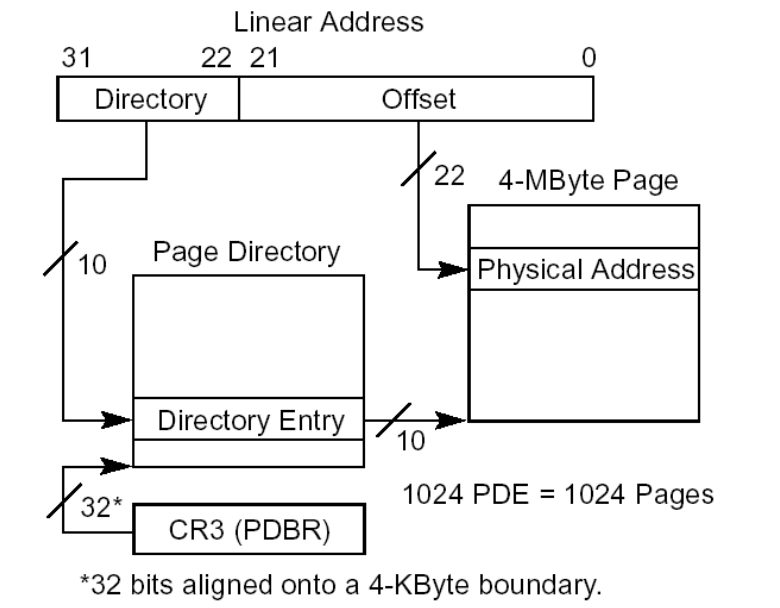 Linear Address
31 22 21 0
Directory Offset
22
4-MByte Page
10
Page Directory
Physical Address
Directory Entry
10
32*
1024 PDE = 1024 Pages
CR3 (PDBR)
*32 bits aligned onto a 4-KByte boundary.